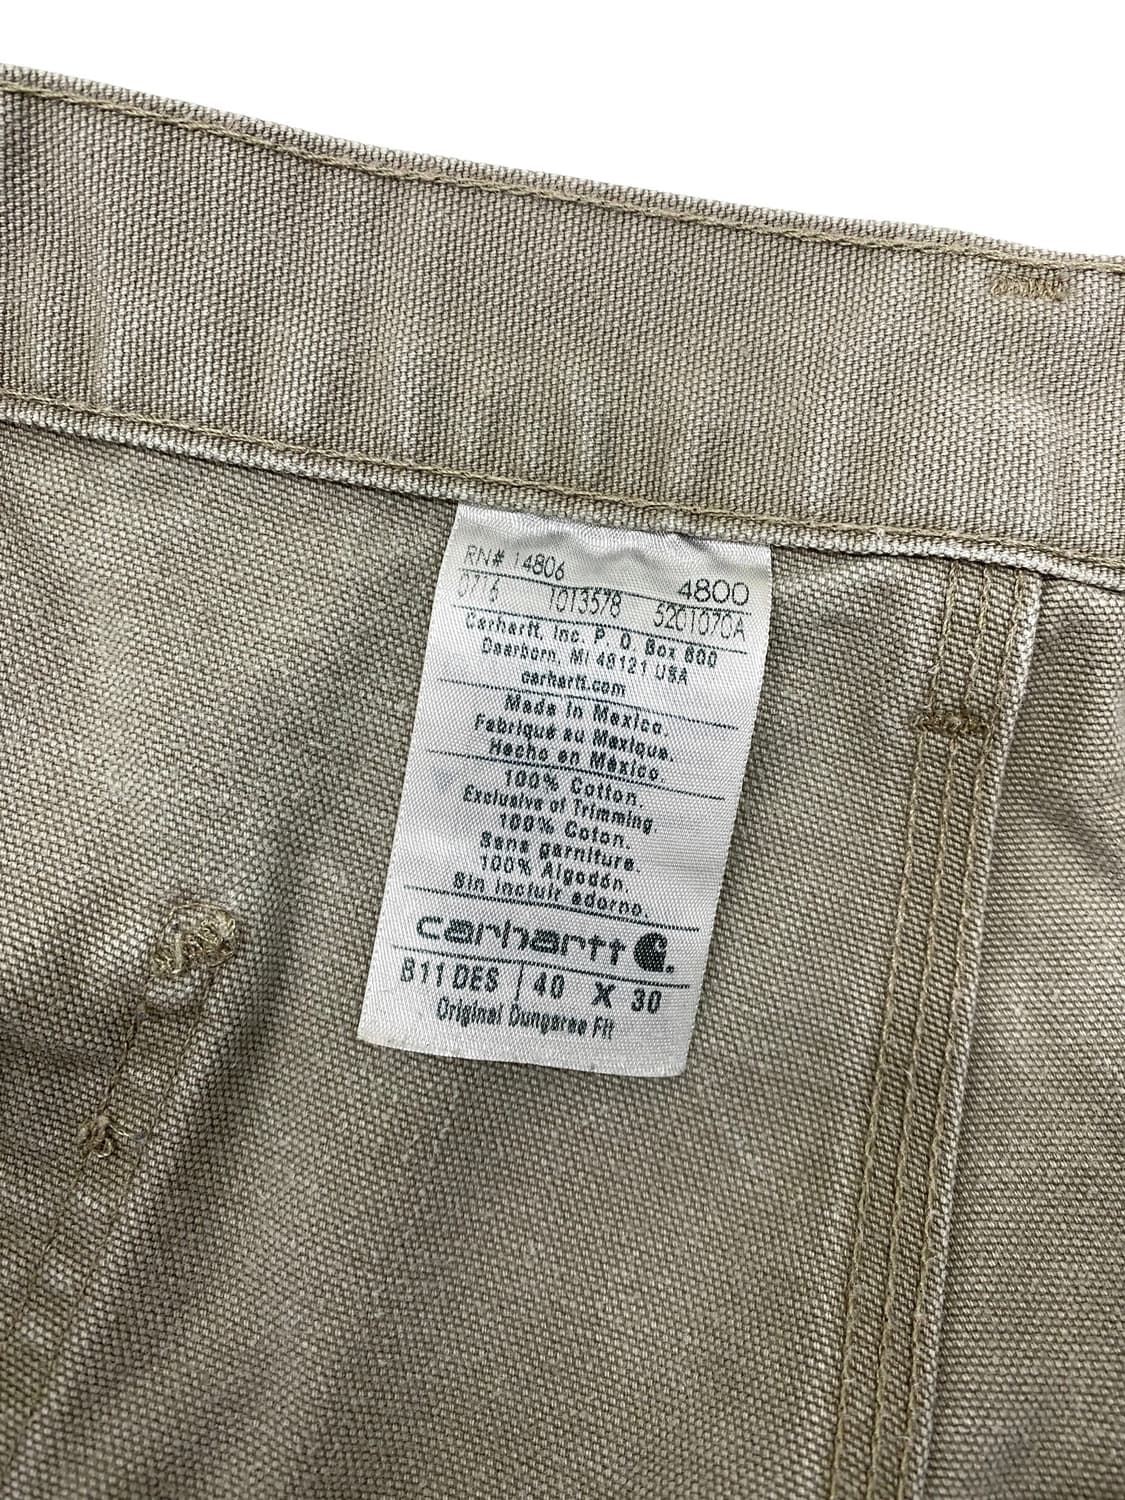 RN# 14806 4800
0716 1013578 5201070A
Carhartt, Inc. P. O. Box 600
Dearborn, MI 48121 USA
carhartt.com
Made in Mexico.
Fabriqué au Mexique.
Hecho en México.
100% Cotton.
Exclusive of Trimming.
100% Coton.
Sans garniture.
100% Algodón.
Sin incluir adorno.
carhartt
B11 DES 40 X 30
Original Dungaree Fit